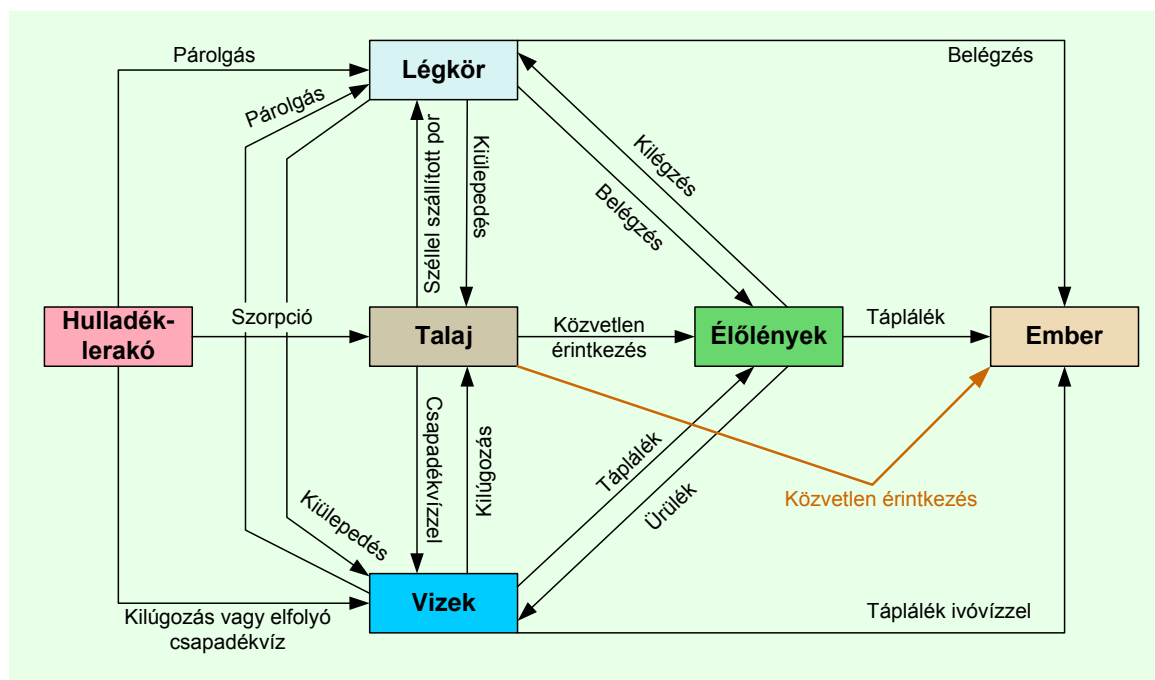 Párolgás
Légkör
Belégzés
Párolgás
Széllel szállított por
Kiülepedés
Kilégzés
Belégzés
Hulladék-
lerakó
Szorpció
Talaj
Közvetlen
érintkezés
Élőlények
Táplálék
Ember
Csapadékvízzel
Kilúgozás
Táplálék
Ürülék
Közvetlen érintkezés
Kiülepedés
Kilúgozás vagy elfolyó
csapadékvíz
Vizek
Táplálék ivóvízzel